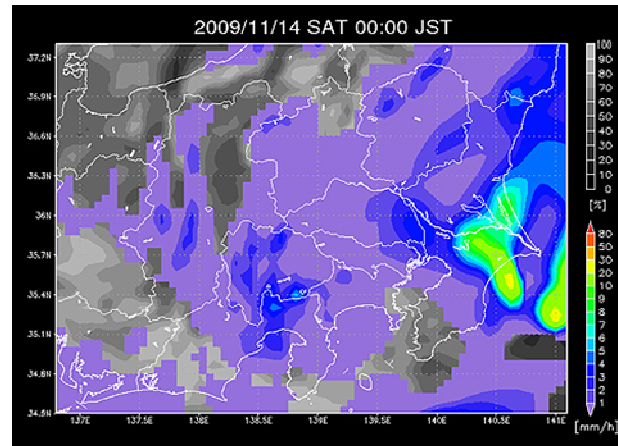 2009/11/14 SAT 00:00 JST
37.2N
36.9N
36.6N
36.3N
36N
35.7N
35.4N
35.1N
34.8N
34.5N
137E
137.5E
138E
138.5E
139E
139.5E
140E
140.5E
141E
100
90
80
70
60
50
40
30
20
10
0
[%]
80
50
30
20
10
9
8
7
6
5
4
3
2
1
[mm/h]